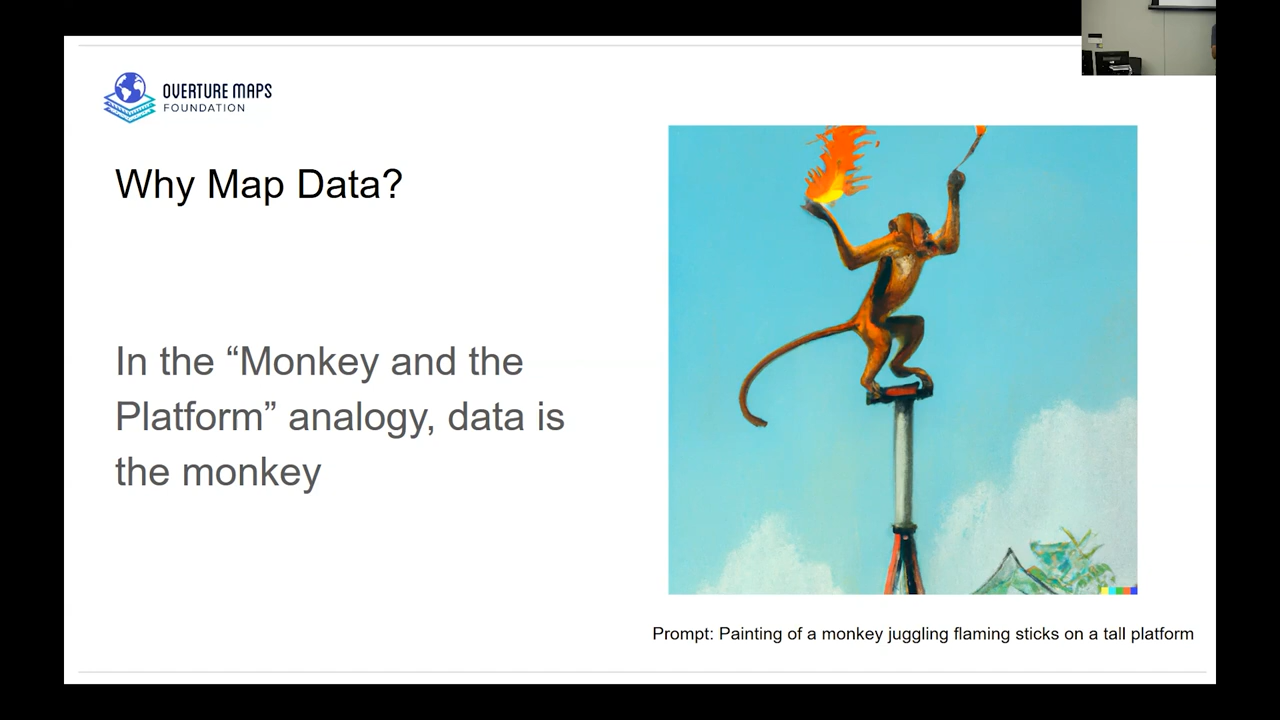 OVERTURE MAPS
FOUNDATION
Why Map Data?
In the “Monkey and the
Platform” analogy, data is
the monkey
Prompt: Painting of a monkey juggling flaming sticks on a tall platform